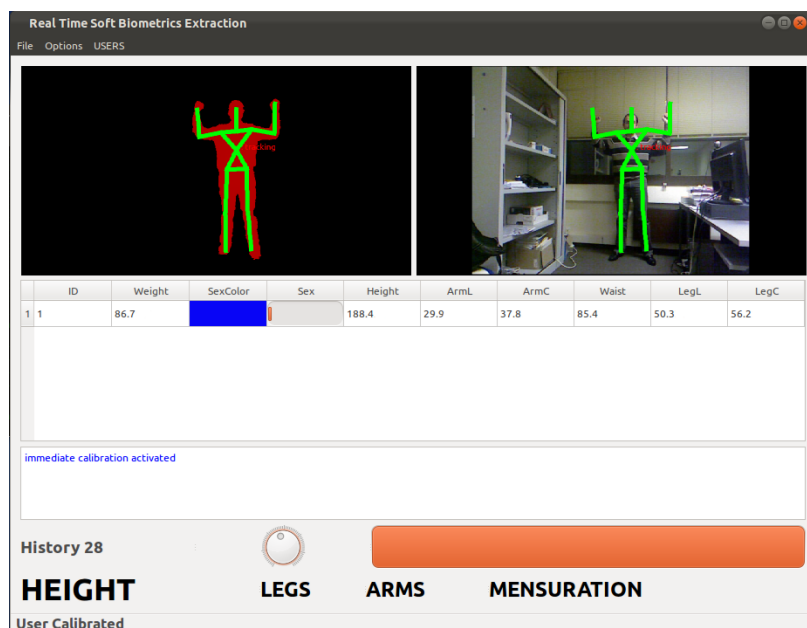 Real Time Soft Biometrics Extraction
File Options USERS
ID Weight SexColor Sex Height ArmL ArmC Waist LegL LegC
1 1 86.7 188.4 29.9 37.8 85.4 50.3 56.2
immediate calibration activated
History 28
HEIGHT LEGS ARMS MENSURATION
User Calibrated